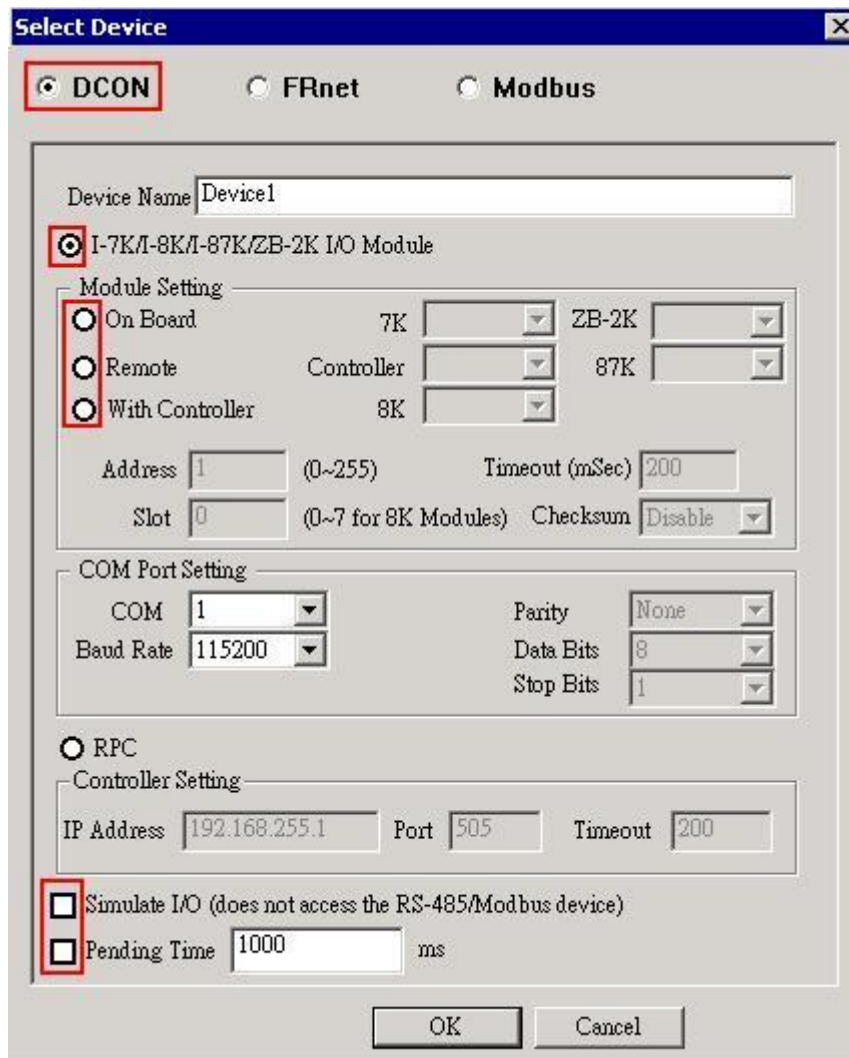 Select Device
DCON FRnet Modbus
Device Name Device1
I-7K/I-8K/I-87K/ZB-2K I/O Module
Module Setting
On Board 7K ZB-2K
Remote Controller 87K
With Controller 8K
Address 1 (0~255) Timeout (mSec) 200
Slot 0 (0~7 for 8K Modules) Checksum Disable
COM Port Setting
COM 1 Parity None
Baud Rate 115200 Data Bits 8
Stop Bits 1
RPC
Controller Setting
IP Address 192.168.255.1 Port 505 Timeout 200
Simulate I/O (does not access the RS-485/Modbus device)
Pending Time 1000 ms
OK Cancel